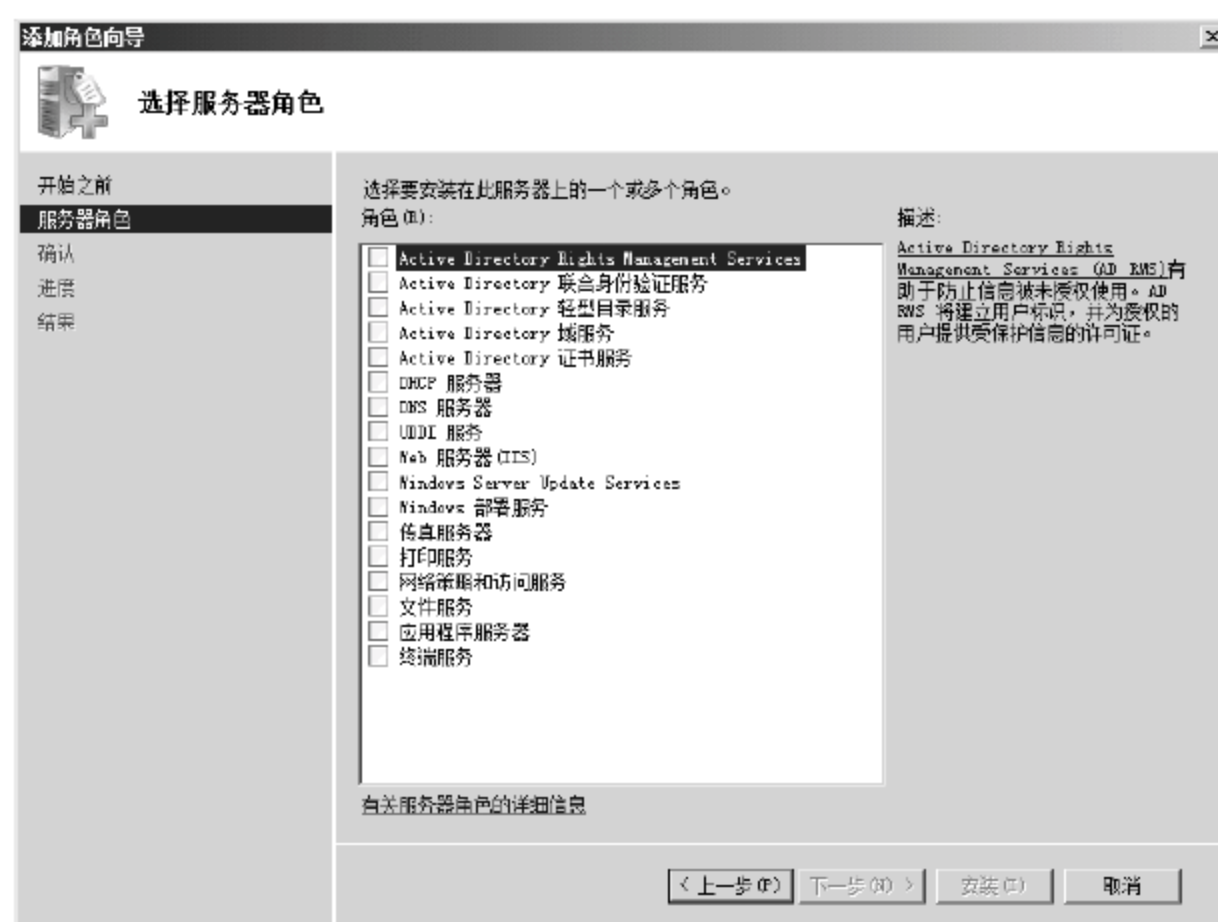 添加角色向导
选择服务器角色
开始之前
服务器角色
确认
进度
结果
选择要安装在此服务器上的一个或多个角色。
角色(R):
Active Directory Rights Management Services
Active Directory 联合身份验证服务
Active Directory 轻型目录服务
Active Directory 域服务
Active Directory 证书服务
DHCP 服务器
DNS 服务器
UDDI 服务
Web 服务器(IIS)
Windows Server Update Services
Windows 部署服务
传真服务器
打印服务
网络策略和访问服务
文件服务
应用程序服务器
终端服务
有关服务器角色的详细信息
描述:
Active Directory Rights
Management Services (AD RMS)有
助于防止信息被未授权使用。AD
RMS 将建立用户标识，并为授权的
用户提供受保护信息的许可证。
< 上一步(P)
下一步(N) >
安装(I)
取消